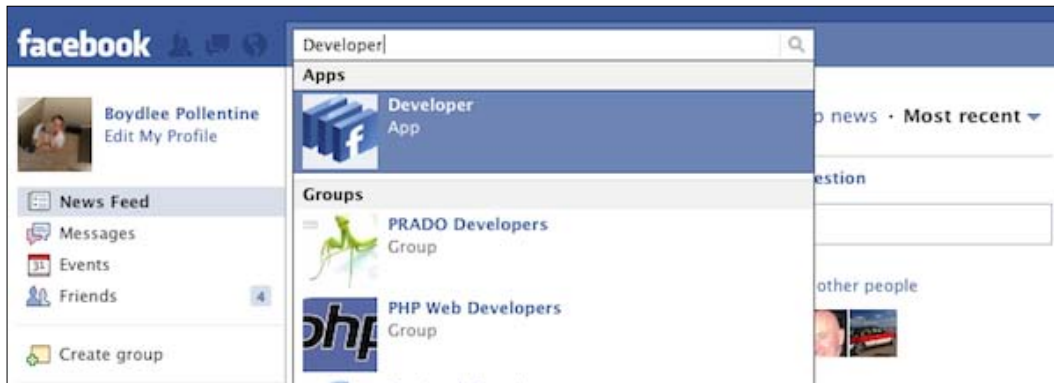 facebook
Developer
Apps
Developer
App
Groups
PRADO Developers
Group
php
PHP Web Developers
Group
Boydlee Pollentine
Edit My Profile
News Feed
Messages
31 Events
Friends 4
Create group
news · Most recent
other people